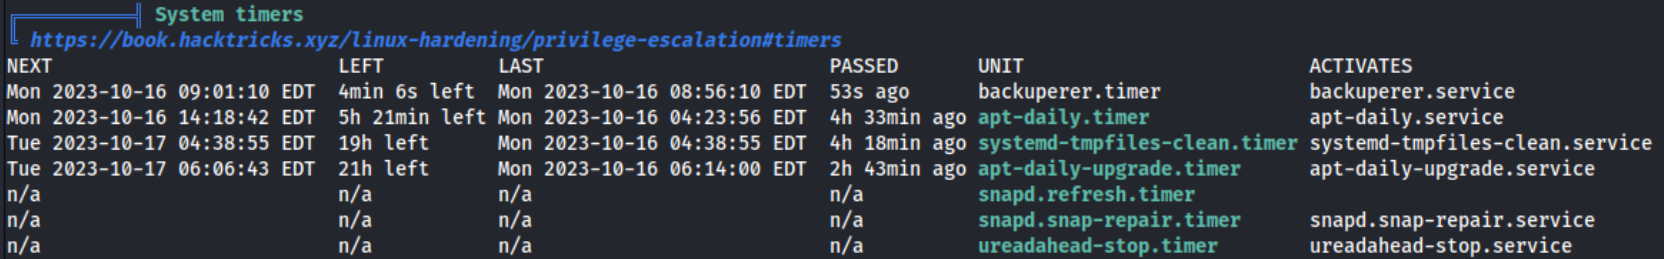 System timers
https://book.hacktricks.xyz/linux-hardening/privilege-escalation#timers
NEXT LEFT LAST PASSED UNIT ACTIVATES
Mon 2023-10-16 09:01:10 EDT 4min 6s left Mon 2023-10-16 08:56:10 EDT 53s ago backuperer.timer backuperer.service
Mon 2023-10-16 14:18:42 EDT 5h 21min left Mon 2023-10-16 04:23:56 EDT 4h 33min ago apt-daily.timer apt-daily.service
Tue 2023-10-17 04:38:55 EDT 19h left Mon 2023-10-16 04:38:55 EDT 4h 18min ago systemd-tmpfiles-clean.timer systemd-tmpfiles-clean.service
Tue 2023-10-17 06:06:43 EDT 21h left Mon 2023-10-16 06:14:00 EDT 2h 43min ago apt-daily-upgrade.timer apt-daily-upgrade.service
n/a n/a n/a n/a snapd.refresh.timer
n/a n/a n/a n/a snapd.snap-repair.timer snapd.snap-repair.service
n/a n/a n/a n/a ureadahead-stop.timer ureadahead-stop.service